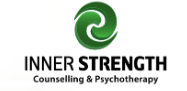 INNER STRENGTH
Counselling & Psychotherapy